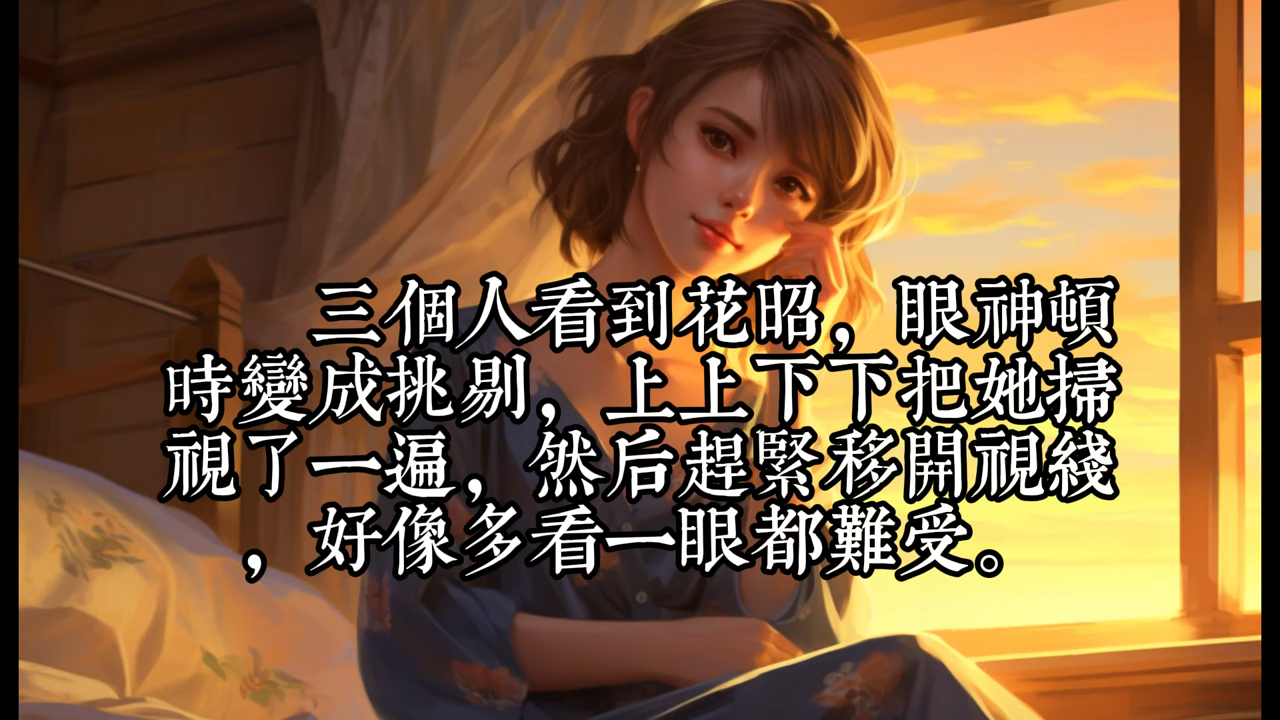 三個人看到花昭，眼神頓
時變成挑剔，上上下下把她掃
視了一遍，然后趕緊移開視綫
，好像多看一眼都難受。